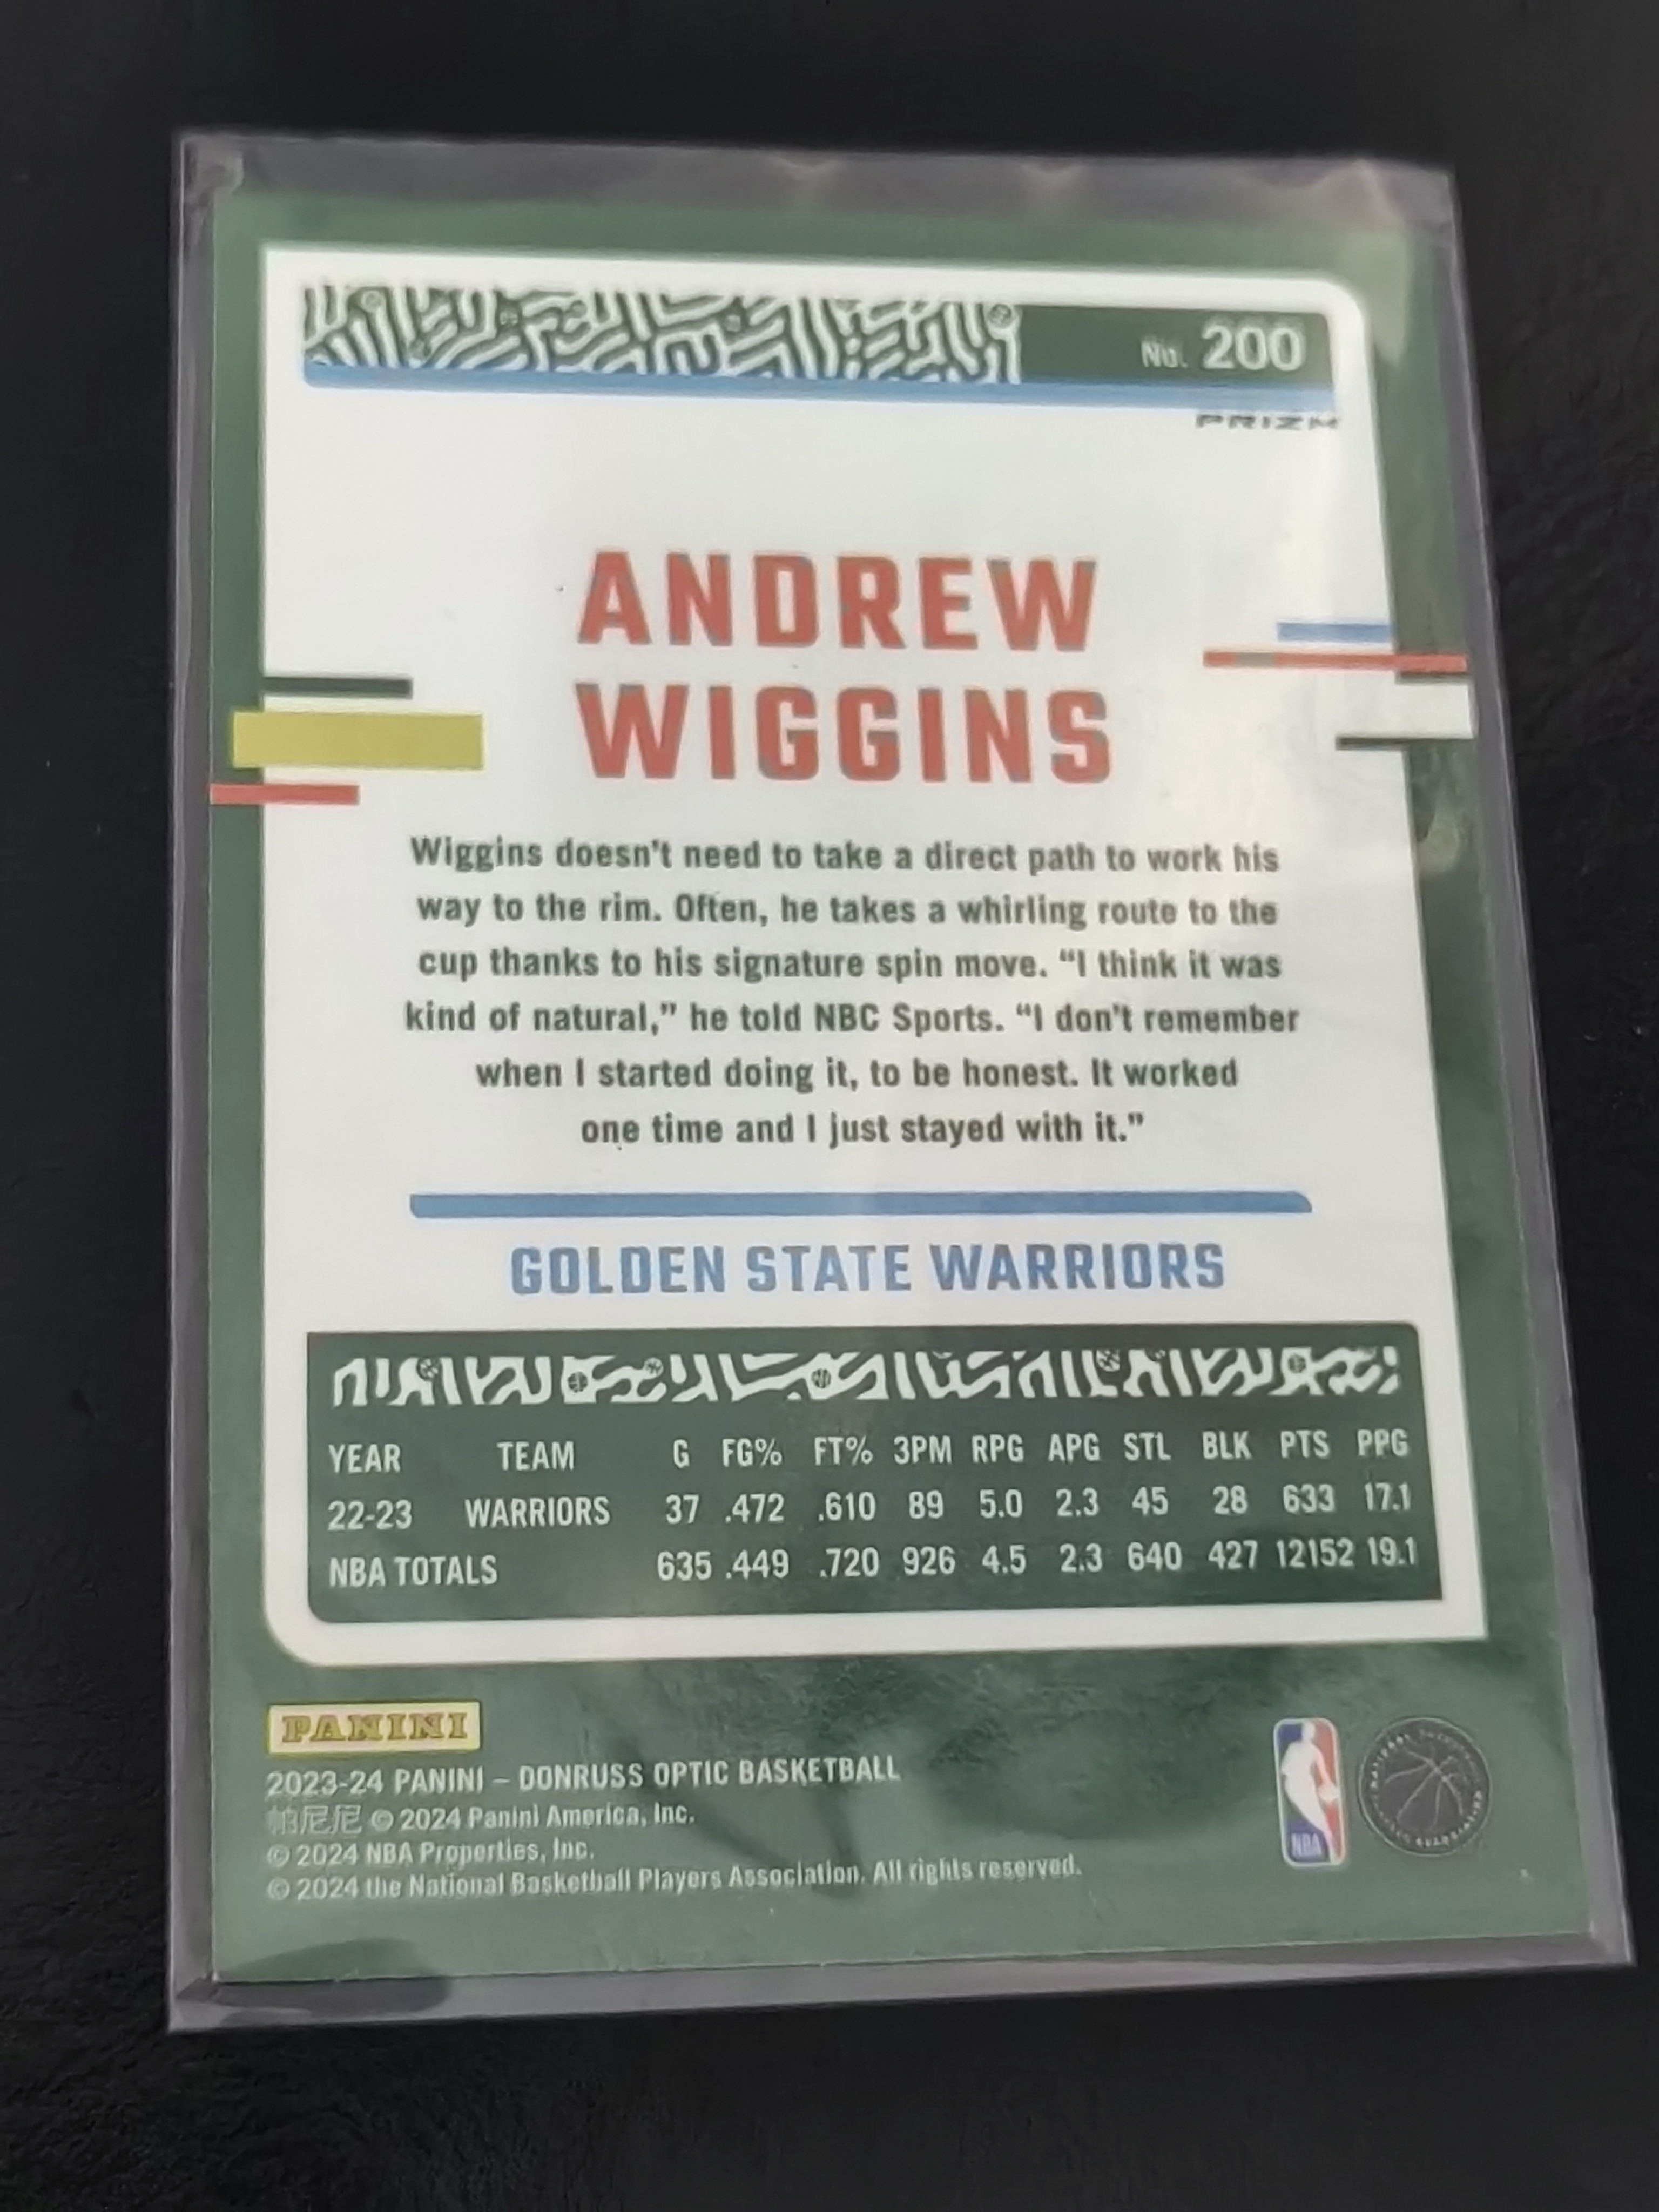 No. 200
PRIZM
ANDREW
WIGGINS
Wiggins doesn't need to take a direct path to work his
way to the rim. Often, he takes a whirling route to the
cup thanks to his signature spin move. “I think it was
kind of natural,” he told NBC Sports. “I don't remember
when I started doing it, to be honest. It worked
one time and I just stayed with it.”
GOLDEN STATE WARRIORS
YEAR TEAM G FG% FT% 3PM RPG APG STL BLK PTS PPG
22-23 WARRIORS 37 .472 .610 89 5.0 2.3 45 28 633 17.1
NBA TOTALS 635 .449 .720 926 4.5 2.3 640 427 12152 19.1
PANINI
2023-24 PANINI – DONRUSS OPTIC BASKETBALL
帕尼尼 © 2024 Panini America, Inc.
© 2024 NBA Properties, Inc.
© 2024 the National Basketball Players Association. All rights reserved.
NBA